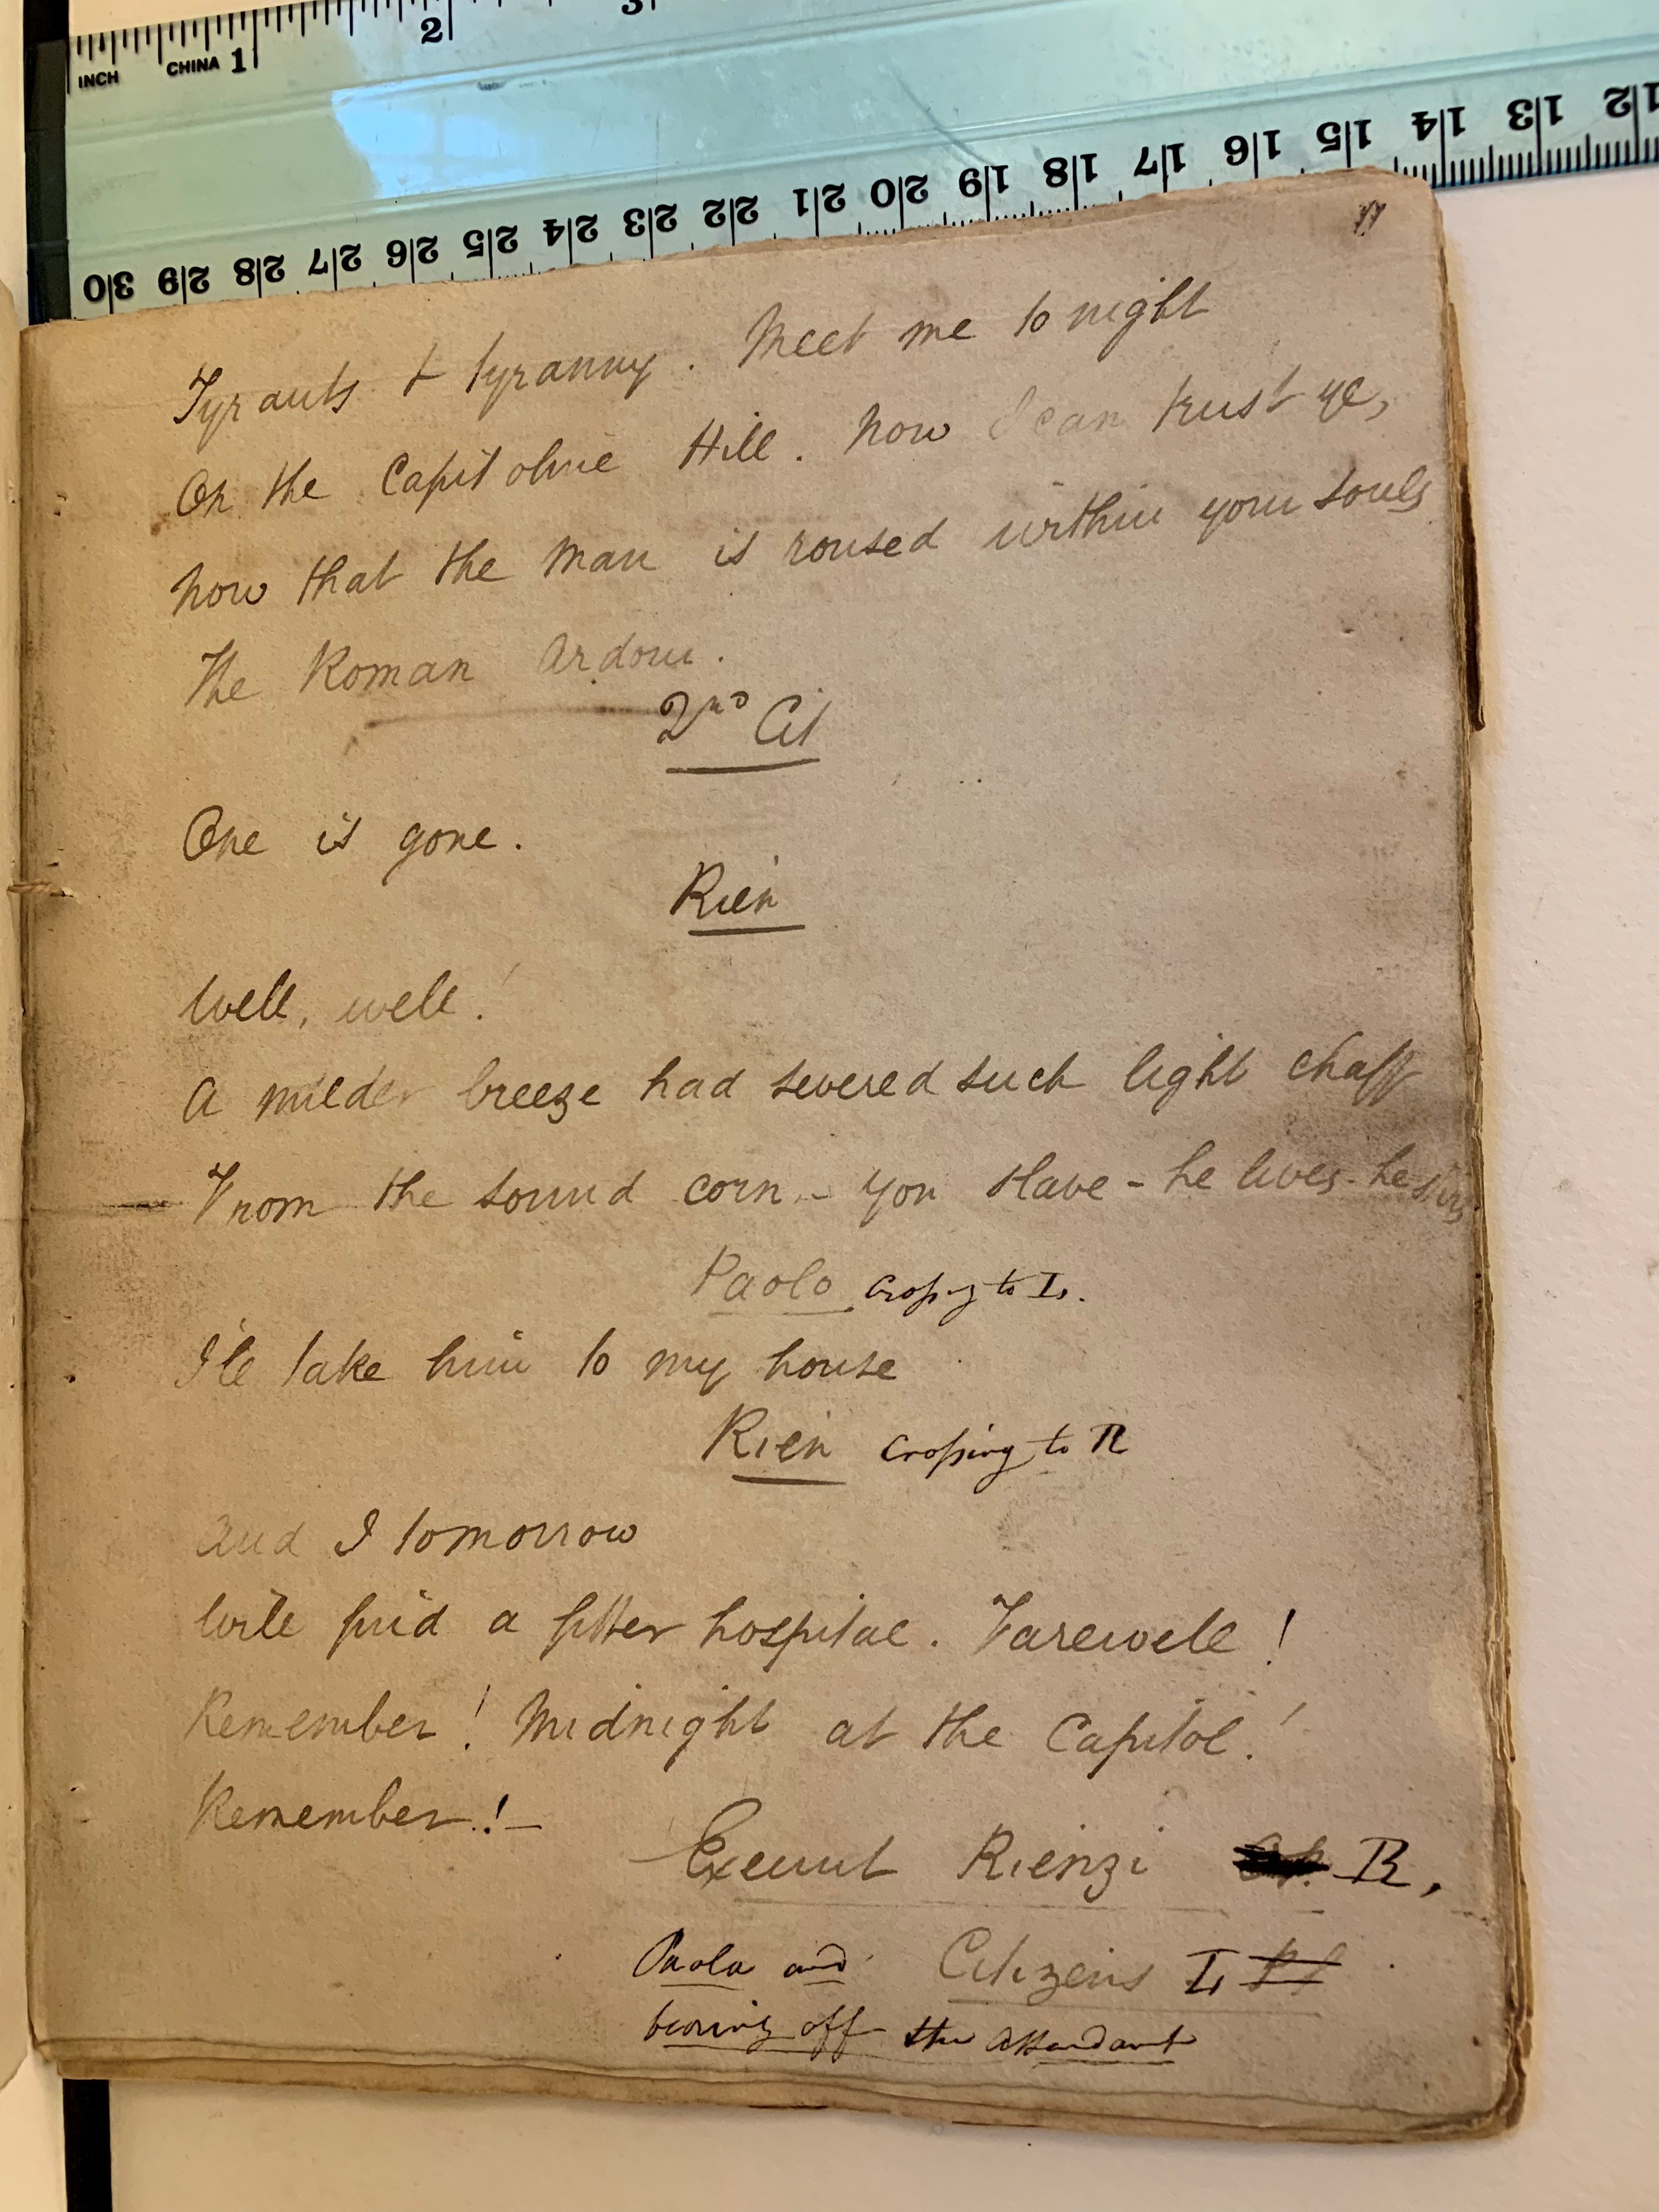 INCH CHINA 1 2 3
30 29 28 27 26 25 24 23 22 21 20 19 18 17 16 15 14 13 12
Tyrants & tyranny. Meet me to night
On the Capitoline Hill. Now I can trust ye,
Now that the Man is roused within your souls
The Roman Ardour.
2nd Cit
One is gone.
Rien
Well, well!
A milder breeze had severed such light chaff
From the sound corn - You slave - he lives - he
Paolo crossing to L.
I'le take him to my house
Rien crossing to R
And I tomorrow
Will find a fitter hospital. Farewell!
Remember! Midnight at the Capitol!
Remember! -
Exeunt Rienzi R,
Paolo and Citizens L
bearing off the Attendant